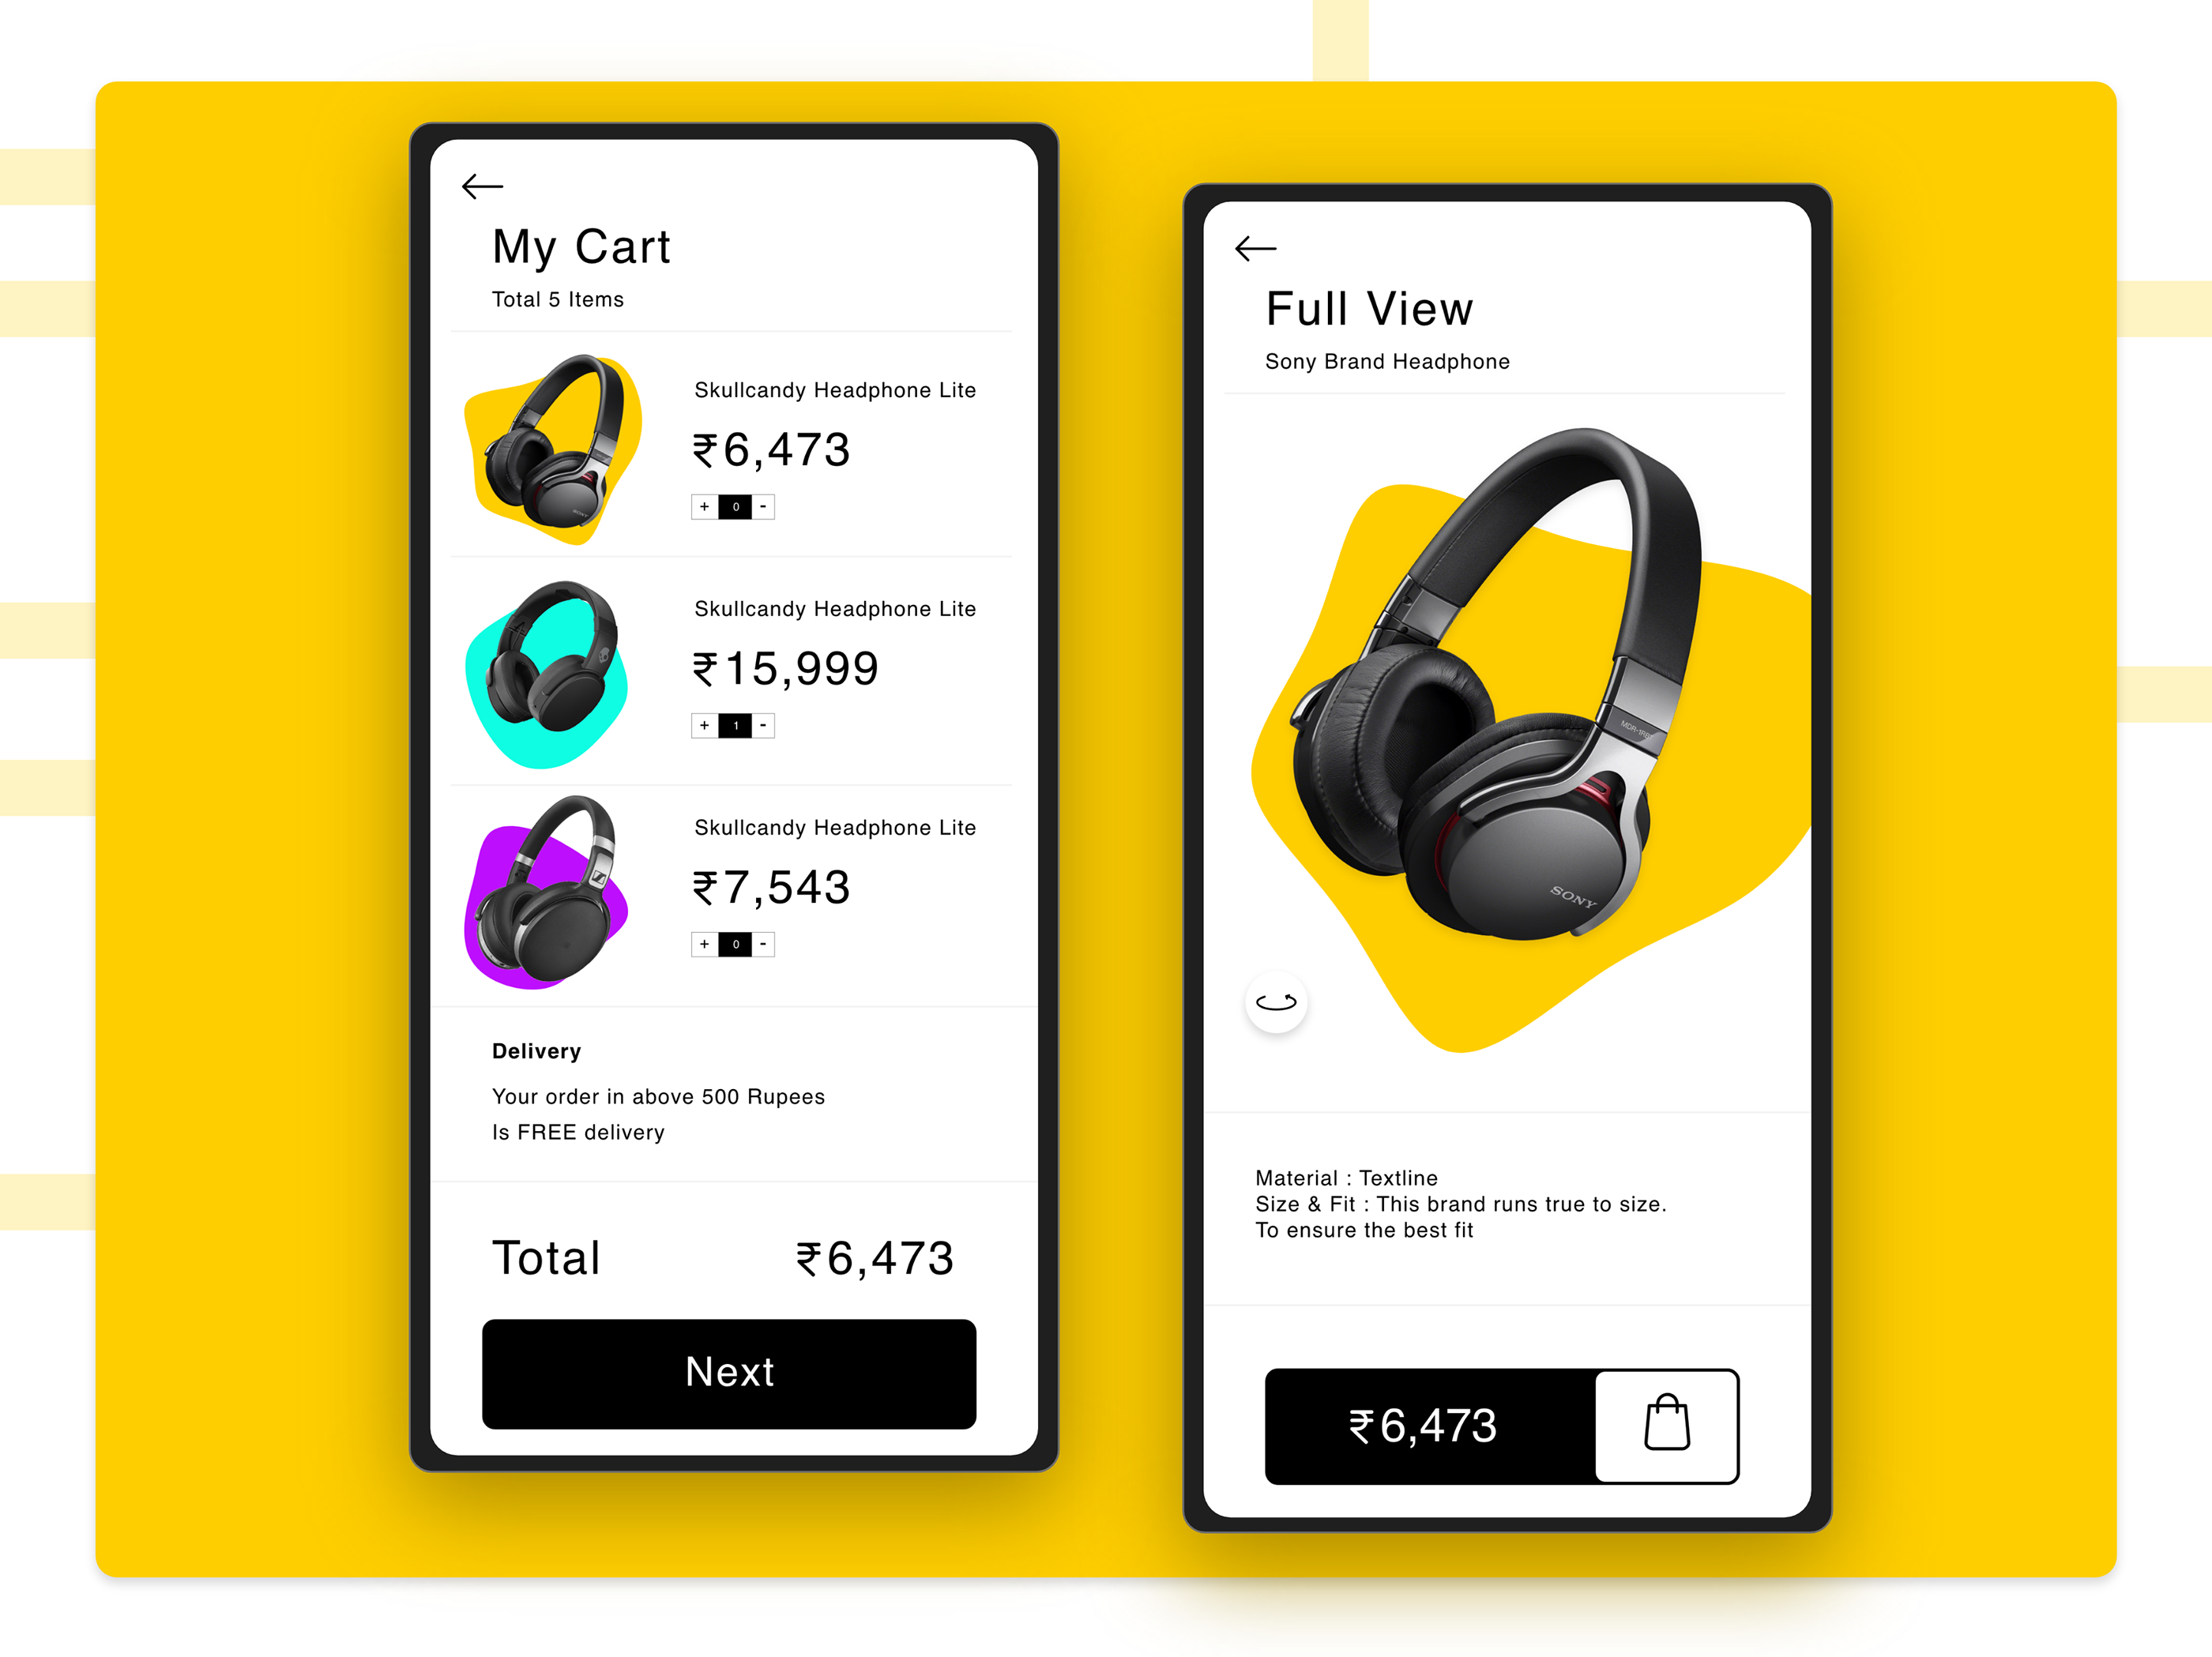 My Cart
Total 5 Items
SONY
Skullcandy Headphone Lite
₹6,473
+ 0 -
Skullcandy Headphone Lite
₹15,999
+ 1 -
Skullcandy Headphone Lite
₹7,543
+ 0 -
Delivery
Your order in above 500 Rupees
Is FREE delivery
Total ₹6,473
Next
Full View
Sony Brand Headphone
MDR-1RBT
SONY
Material : Textline
Size & Fit : This brand runs true to size.
To ensure the best fit
₹6,473